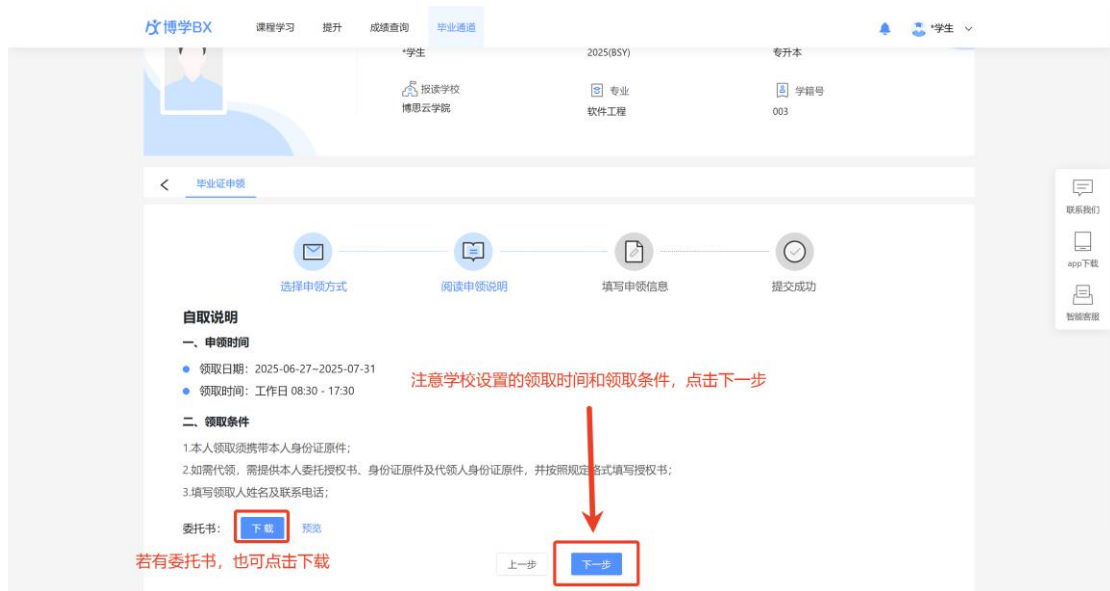 博学BX 课程学习 提升 成绩查询 毕业通道 *学生
*学生 2025(BSY) 专升本
报读学校 专业 学籍号
博思云学院 软件工程 003
毕业证申领
联系我们
app下载
智能客服
选择申领方式 阅读申领说明 填写申领信息 提交成功
自取说明
一、申领时间
领取日期：2025-06-27~2025-07-31
领取时间：工作日 08:30 - 17:30
注意学校设置的领取时间和领取条件，点击下一步
二、领取条件
1.本人领取须携带本人身份证原件；
2.如需代领，需提供本人委托授权书、身份证原件及代领人身份证原件，并按照规定格式填写授权书；
3.填写领取人姓名及联系电话；
委托书： 下载 预览
若有委托书，也可点击下载
上一步 下一步